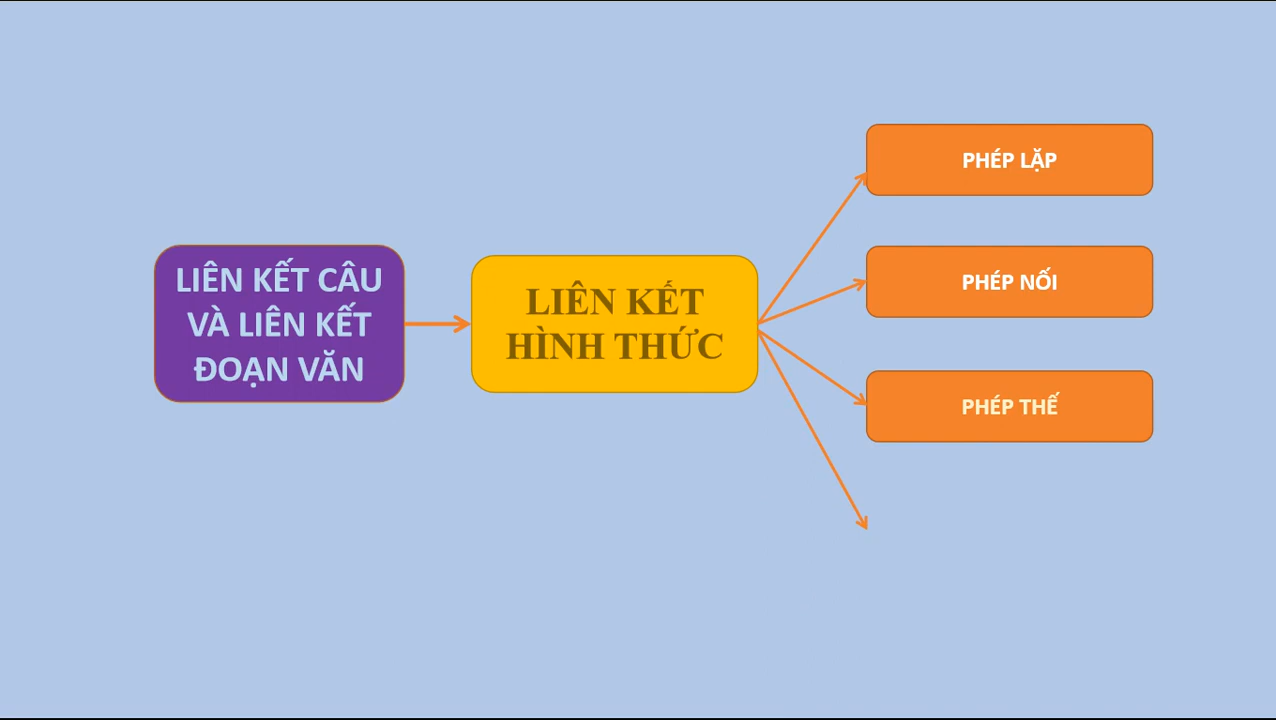 LIÊN KẾT CÂU
VÀ LIÊN KẾT
ĐOẠN VĂN
LIÊN KẾT
HÌNH THỨC
PHÉP LẶP
PHÉP NỐI
PHÉP THẾ